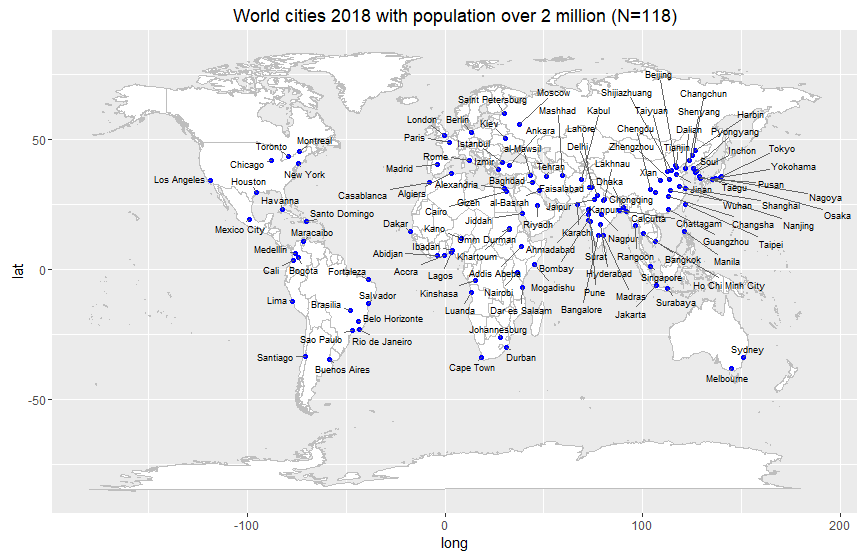 World cities 2018 with population over 2 million (N=118)
Beijing
Moscow
Shijiazhuang
Changchun
Saint Petersburg
Mashhad
Kabul
Taiyuan
Shenyang
Harbin
London
Berlin
Kiev
Ankara
Lahore
Chengdu
Dalian
Pyongyang
50
Paris
Istanbul
al-Mawsil
Delhi
Zhengzhou
Tianjin
Inchon
Tokyo
Toronto
Montreal
Rome
Izmir
Tehran
Lakhnau
Xian
Soul
Yokohama
Chicago
Madrid
New York
Los Angeles
Houston
Casablanca
Algiers
Alexandria
Baghdad
Faisalabad
Dhaka
Jinan
Taegu
Pusan
Nagoya
Havanna
Gizeh
al-Basrah
Jaipur
Kanpur
Chongqing
Wuhan
Shanghai
Osaka
Santo Domingo
Cairo
Jiddah
Riyadh
Karachi
Calcutta
Chattagam
Changsha
Nanjing
Mexico City
Maracaibo
Dakar
Kano
Omm Durman
Ahmadabad
Nagpur
Guangzhou
Taipei
Medellin
Abidjan
Ibadan
Khartoum
Surat
Rangoon
Bangkok
Manila
lat
0
Cali
Bogota
Fortaleza
Accra
Lagos
Addis Abeba
Bombay
Hyderabad
Singapore
Ho Chi Minh City
Lima
Salvador
Kinshasa
Nairobi
Mogadishu
Pune
Madras
Surabaya
Brasilia
Belo Horizonte
Luanda
Dar es Salaam
Bangalore
Jakarta
Sao Paulo
Rio de Janeiro
Johannesburg
Santiago
Buenos Aires
Cape Town
Durban
Sydney
Melbourne
-50
-100
0
100
200
long